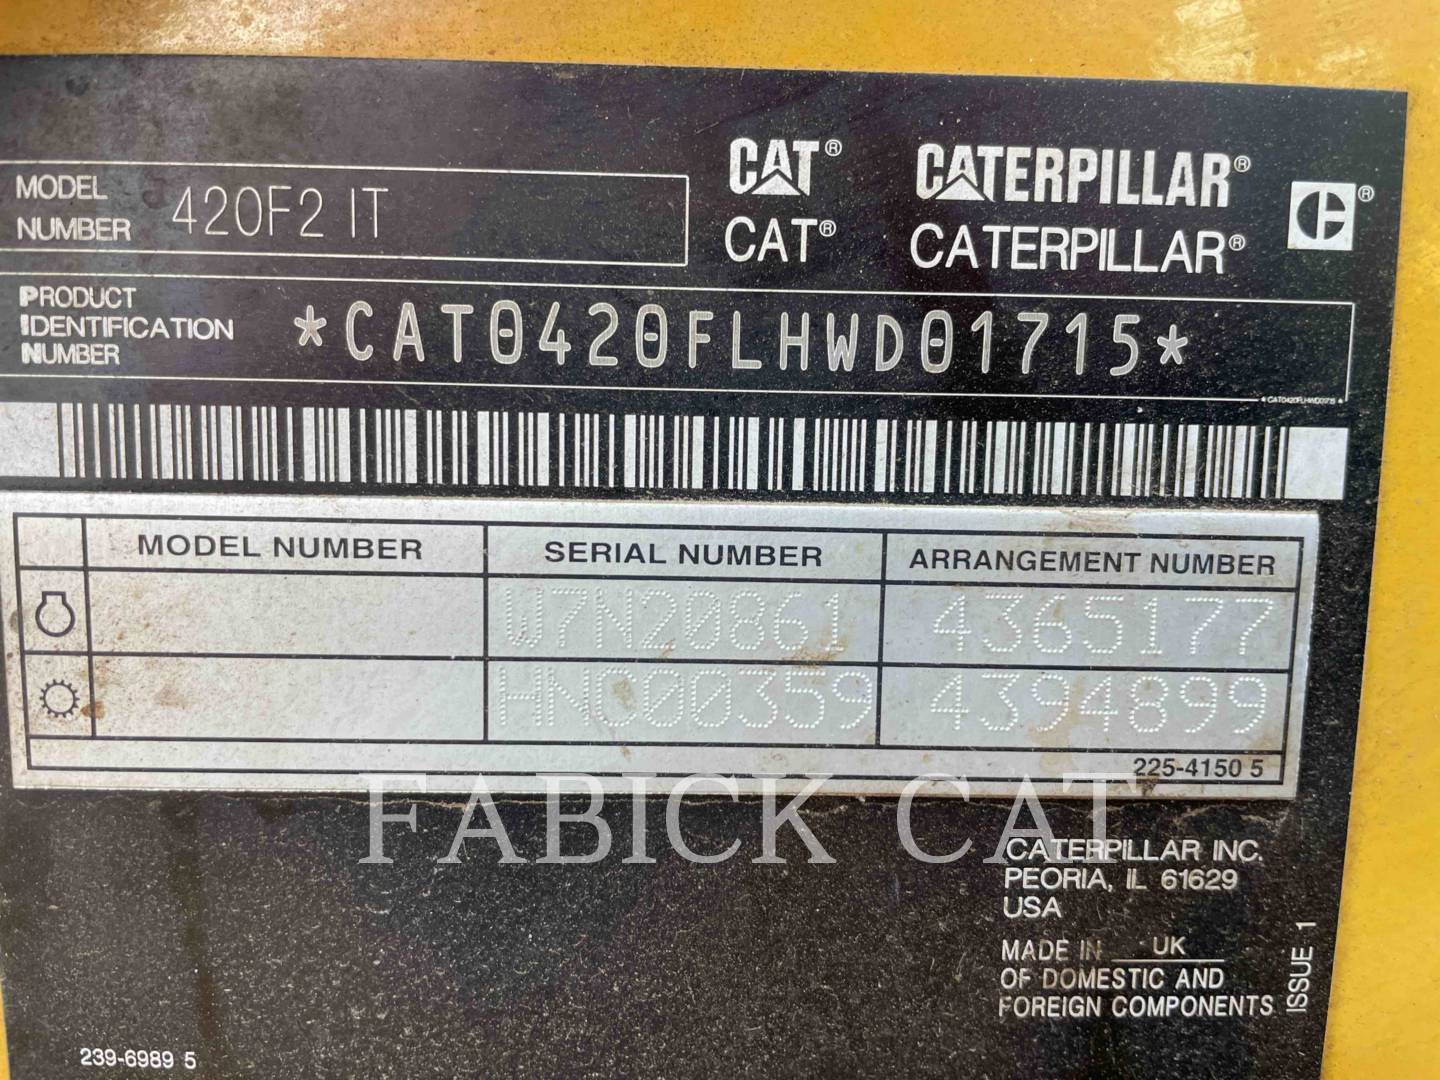 MODEL NUMBER 420F2 IT
CAT® CATERPILLAR®
CAT® CATERPILLAR®
PRODUCT IDENTIFICATION NUMBER *CAT0420FLHWD01715*
*CAT0420FLHWD01715*
MODEL NUMBER SERIAL NUMBER ARRANGEMENT NUMBER
W7N20861 4365177
HNC00359 4394899
225-4150 5
FABICK CAT
CATERPILLAR INC.
PEORIA, IL 61629
USA
MADE IN UK
OF DOMESTIC AND
FOREIGN COMPONENTS
ISSUE 1
239-6989 5